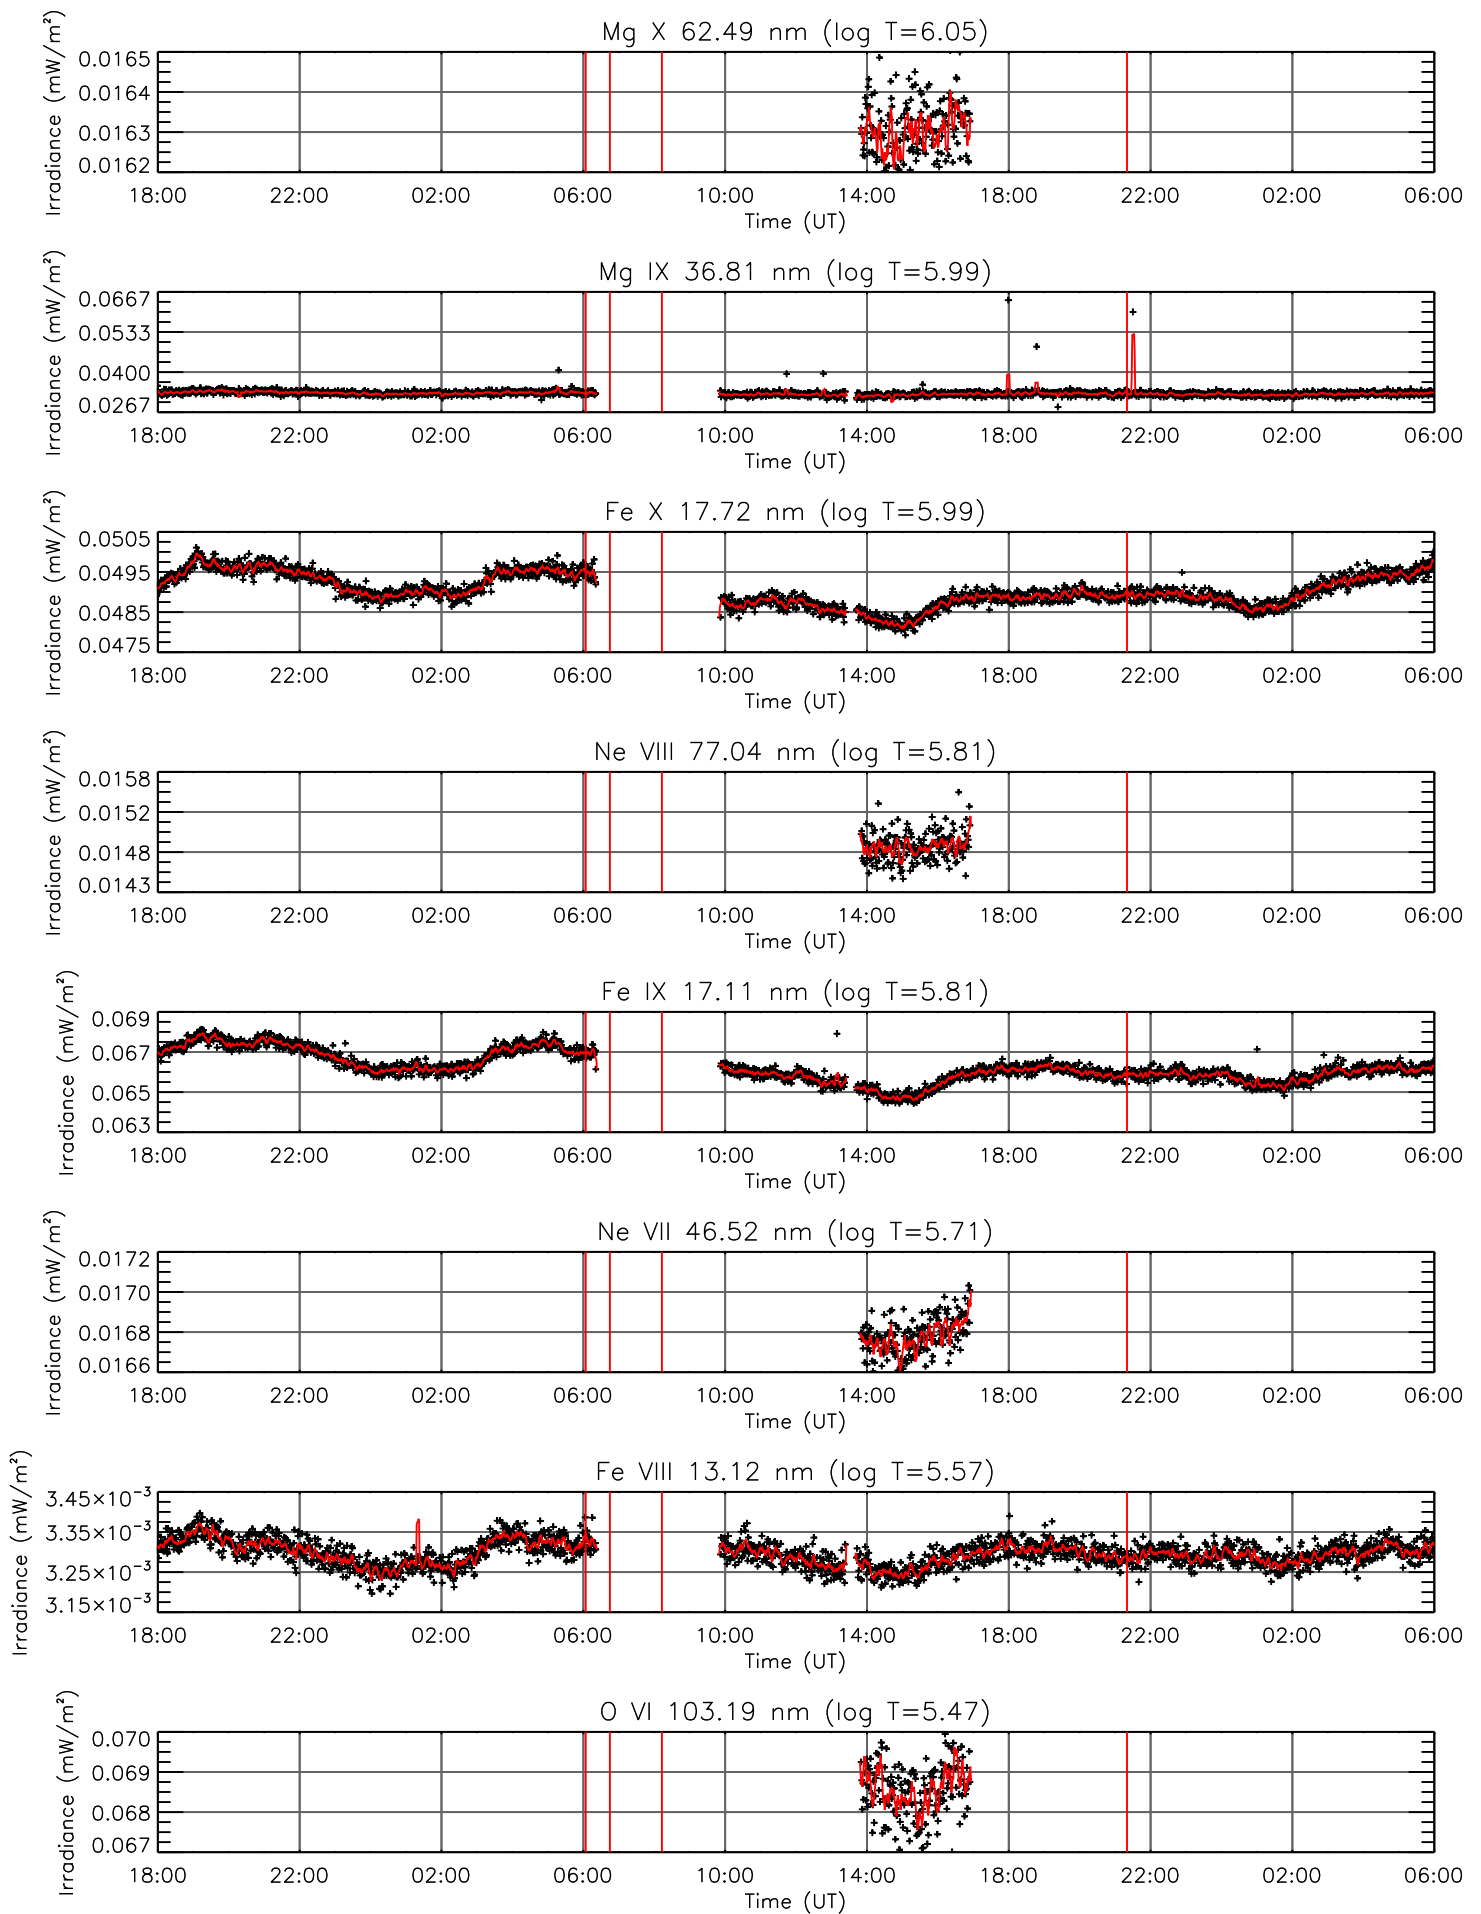 Mg X 62.49 nm (log T=6.05)
Irradiance (mW/m²)
0.0165
0.0164
0.0163
0.0162
18:00 22:00 02:00 06:00 10:00 14:00 18:00 22:00 02:00 06:00
Time (UT)
Mg IX 36.81 nm (log T=5.99)
Irradiance (mW/m²)
0.0667
0.0533
0.0400
0.0267
18:00 22:00 02:00 06:00 10:00 14:00 18:00 22:00 02:00 06:00
Time (UT)
Fe X 17.72 nm (log T=5.99)
Irradiance (mW/m²)
0.0505
0.0495
0.0485
0.0475
18:00 22:00 02:00 06:00 10:00 14:00 18:00 22:00 02:00 06:00
Time (UT)
Ne VIII 77.04 nm (log T=5.81)
Irradiance (mW/m²)
0.0158
0.0152
0.0148
0.0143
18:00 22:00 02:00 06:00 10:00 14:00 18:00 22:00 02:00 06:00
Time (UT)
Fe IX 17.11 nm (log T=5.81)
Irradiance (mW/m²)
0.069
0.067
0.065
0.063
18:00 22:00 02:00 06:00 10:00 14:00 18:00 22:00 02:00 06:00
Time (UT)
Ne VII 46.52 nm (log T=5.71)
Irradiance (mW/m²)
0.0172
0.0170
0.0168
0.0166
18:00 22:00 02:00 06:00 10:00 14:00 18:00 22:00 02:00 06:00
Time (UT)
Fe VIII 13.12 nm (log T=5.57)
Irradiance (mW/m²)
3.45×10⁻³
3.35×10⁻³
3.25×10⁻³
3.15×10⁻³
18:00 22:00 02:00 06:00 10:00 14:00 18:00 22:00 02:00 06:00
Time (UT)
O VI 103.19 nm (log T=5.47)
Irradiance (mW/m²)
0.070
0.069
0.068
0.067
18:00 22:00 02:00 06:00 10:00 14:00 18:00 22:00 02:00 06:00
Time (UT)